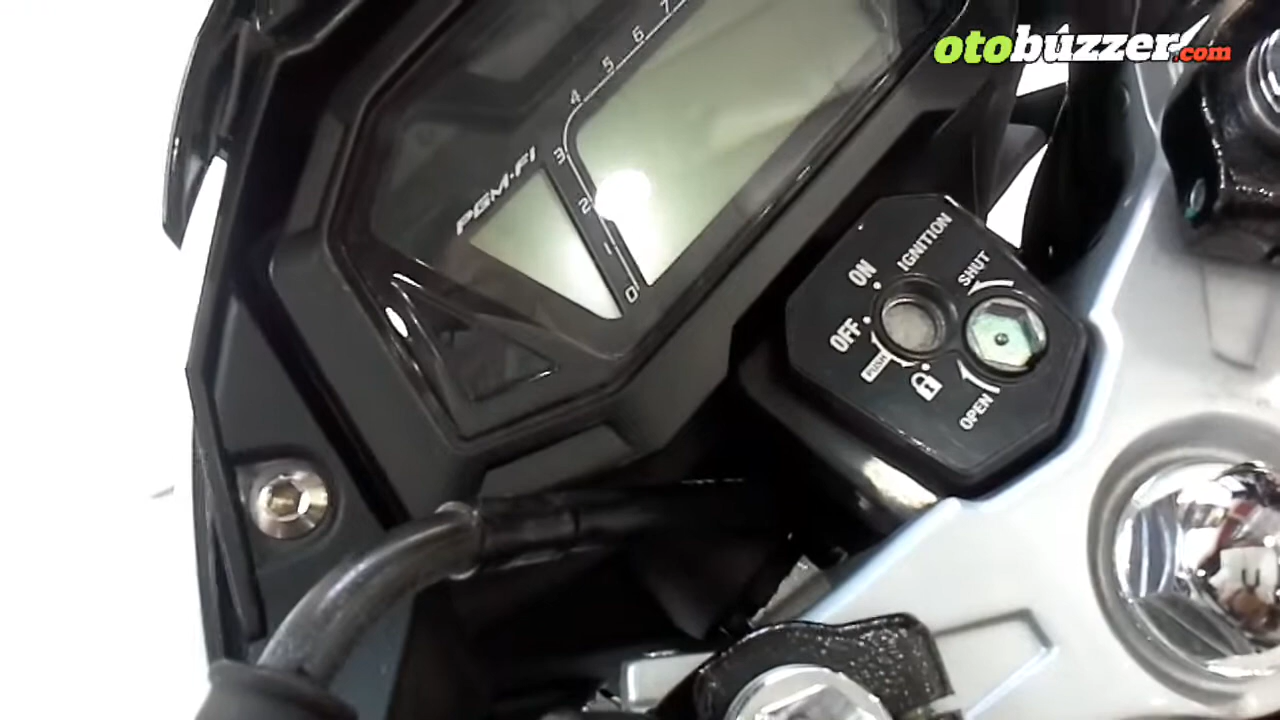 otobuzzer.com
7
6
5
4
3
2
1
0
PGM-FI
IGNITION
ON
OFF
PUSH
SHUT
OPEN
U